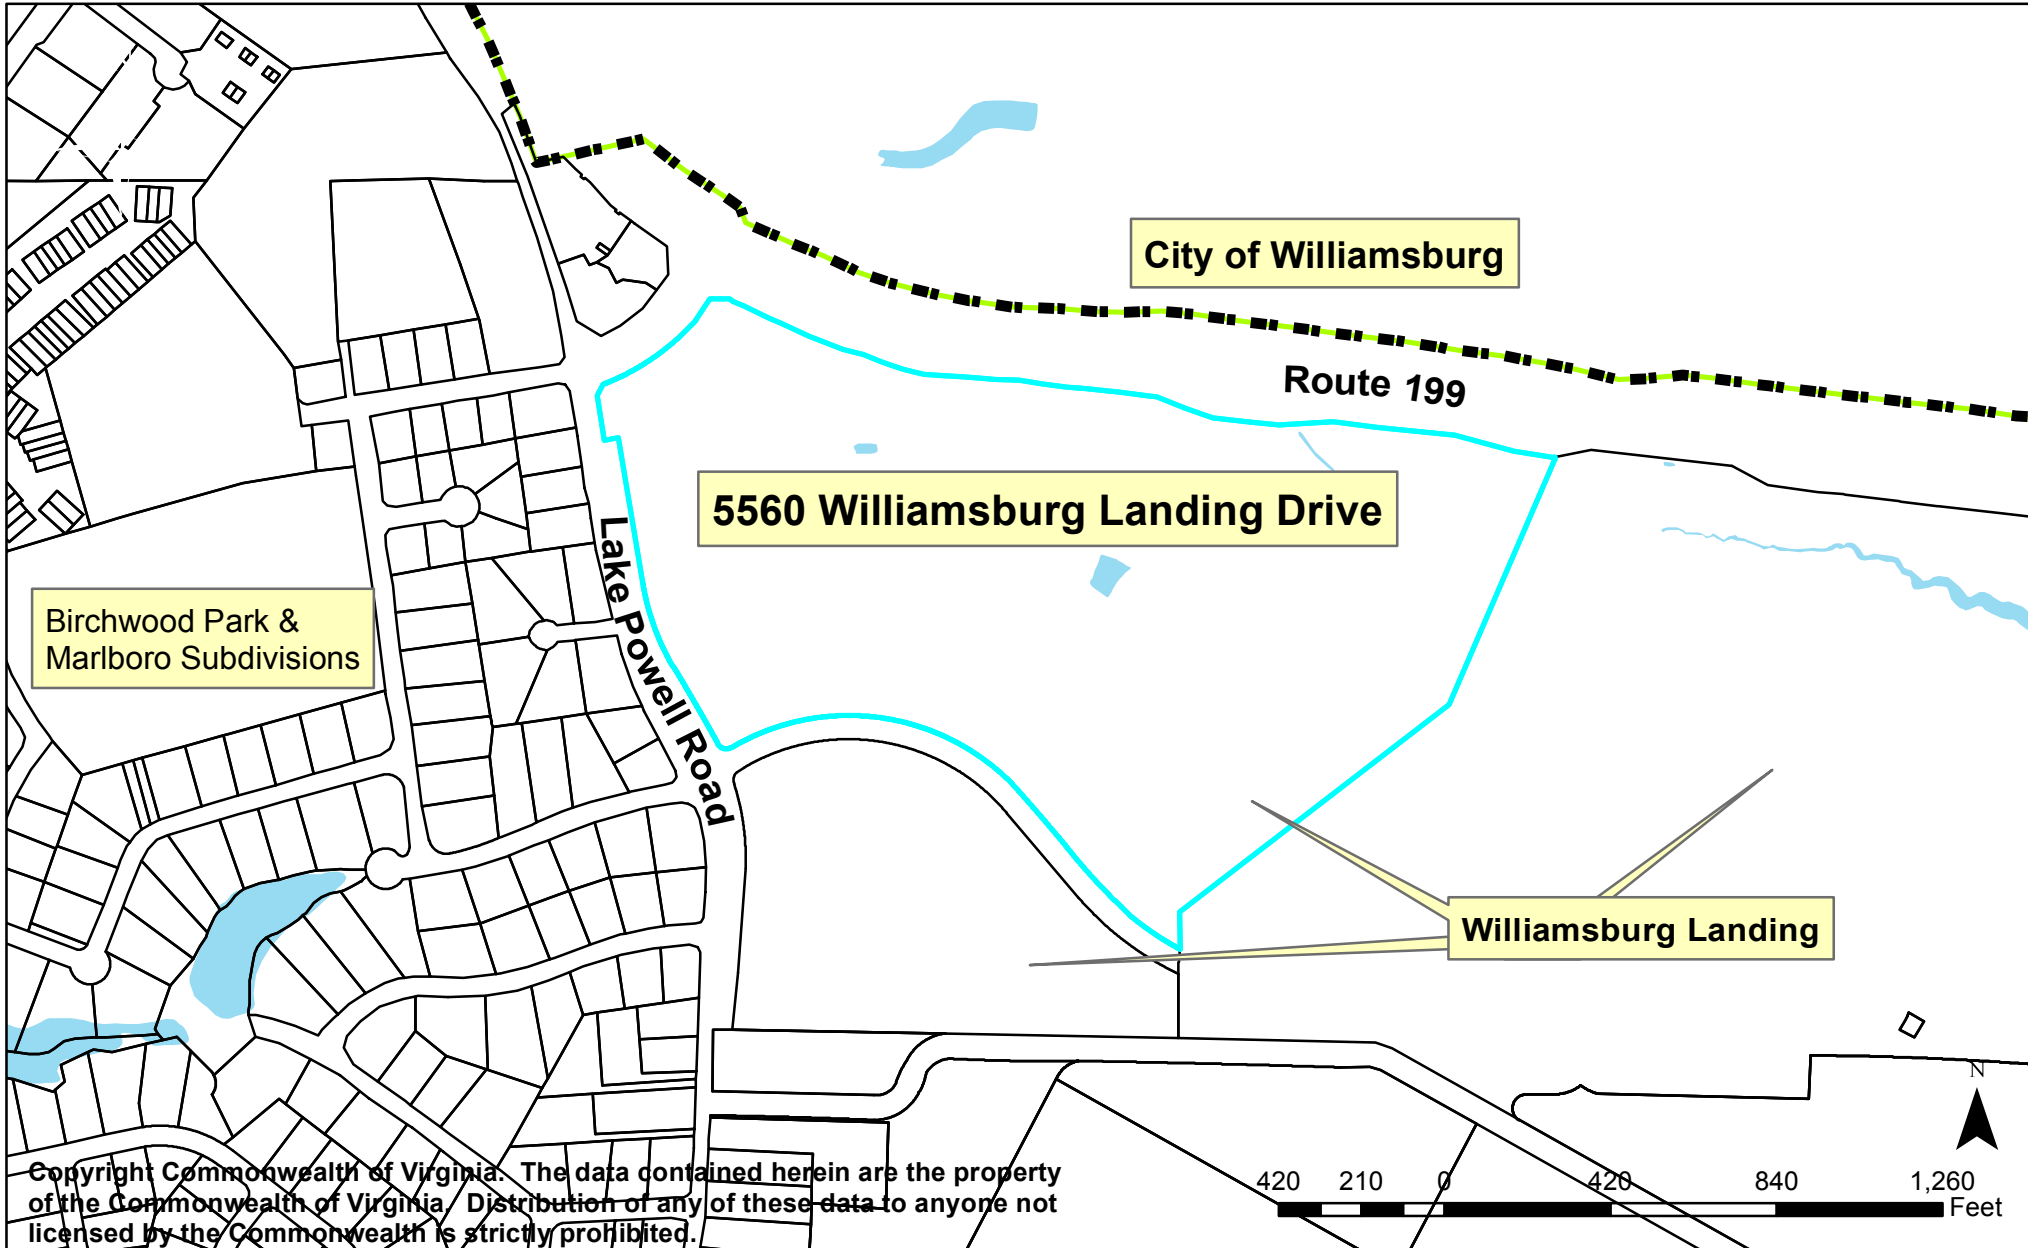 City of Williamsburg
Route 199
5560 Williamsburg Landing Drive
Lake Powell Road
Birchwood Park &
Marlboro Subdivisions
Williamsburg Landing
N
420 210 0 420 840 1,260
Feet
Copyright Commonwealth of Virginia. The data contained herein are the property
of the Commonwealth of Virginia. Distribution of any of these data to anyone not
licensed by the Commonwealth is strictly prohibited.